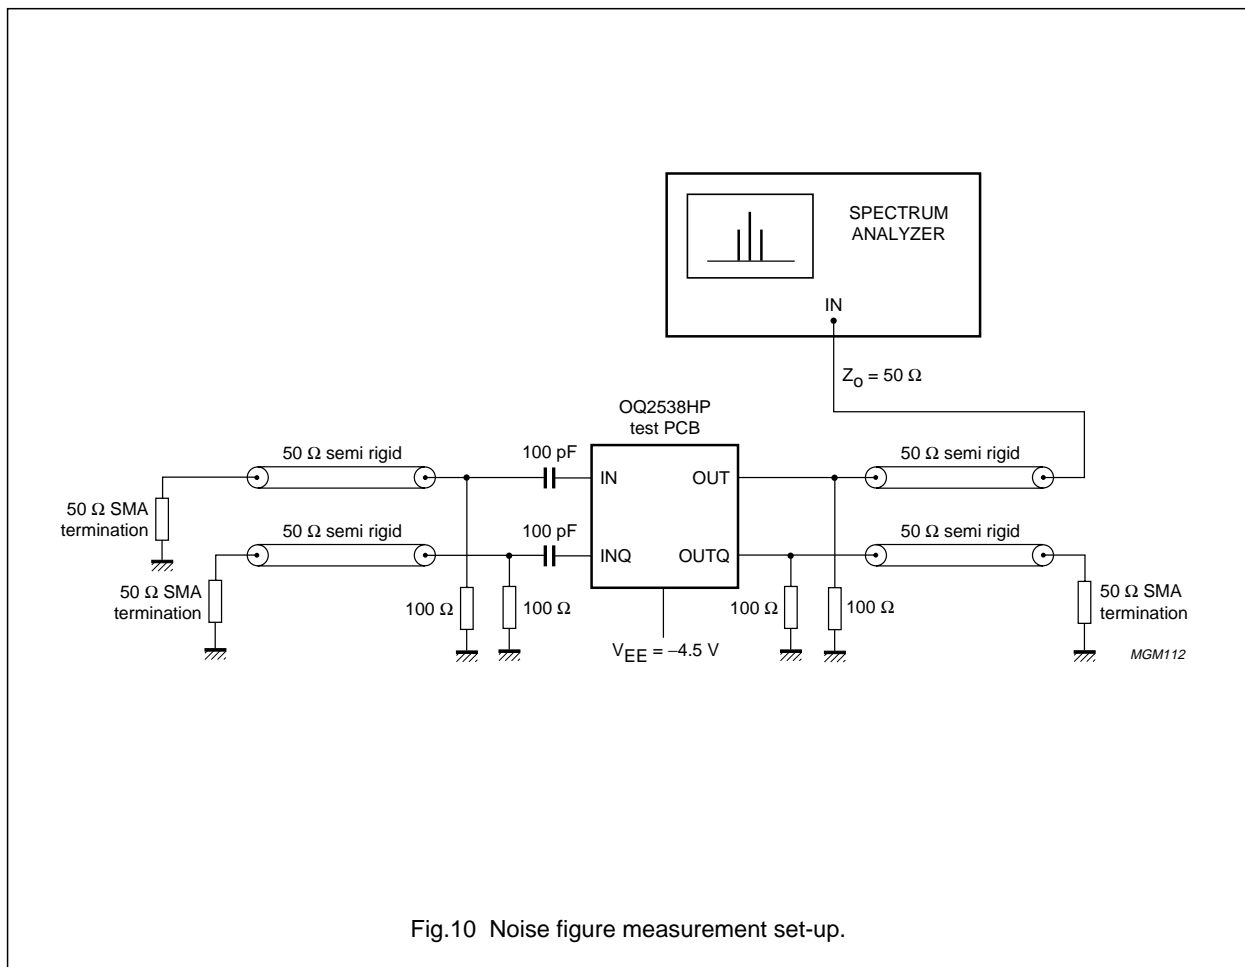 SPECTRUM
ANALYZER
IN
Zo = 50 Ω
OQ2538HP
test PCB
50 Ω semi rigid
100 pF
IN
OUT
50 Ω semi rigid
50 Ω SMA
termination
50 Ω semi rigid
100 pF
INQ
OUTQ
50 Ω semi rigid
50 Ω SMA
termination
100 Ω
100 Ω
100 Ω
100 Ω
50 Ω SMA
termination
VEE = −4.5 V
MGM112
Fig.10 Noise figure measurement set-up.